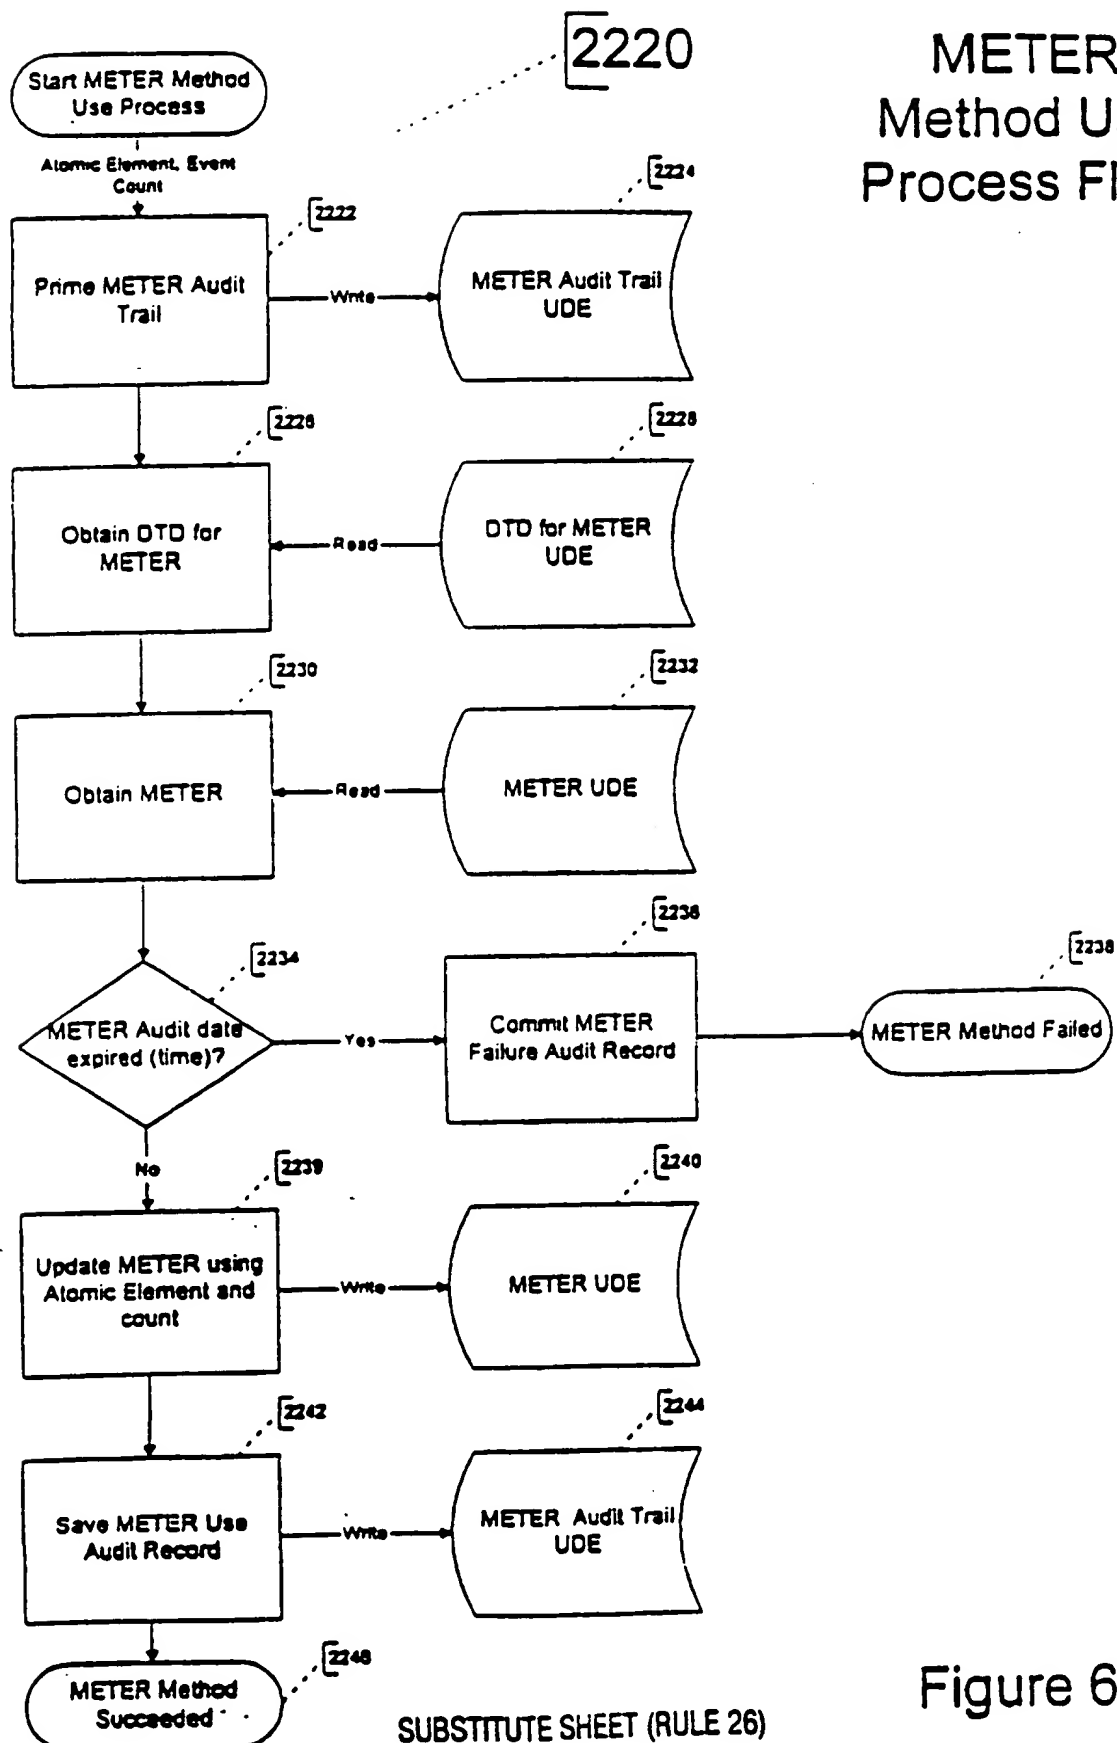 2220
METER
Method U
Process Fl
Start METER Method
Use Process
Atomic Element, Event
Count
2222
2224
Prime METER Audit
Trail
Write
METER Audit Trail
UDE
2226
2228
Obtain DTD for
METER
Read
DTD for METER
UDE
2230
2232
Obtain METER
Read
METER UDE
2234
2236
2238
METER Audit date
expired (time)?
Yes
Commit METER
Failure Audit Record
METER Method Failed
No
2239
2240
Update METER using
Atomic Element and
count
Write
METER UDE
2242
2244
Save METER Use
Audit Record
Write
METER Audit Trail
UDE
2246
METER Method
Succeeded
Figure 6
SUBSTITUTE SHEET (RULE 26)